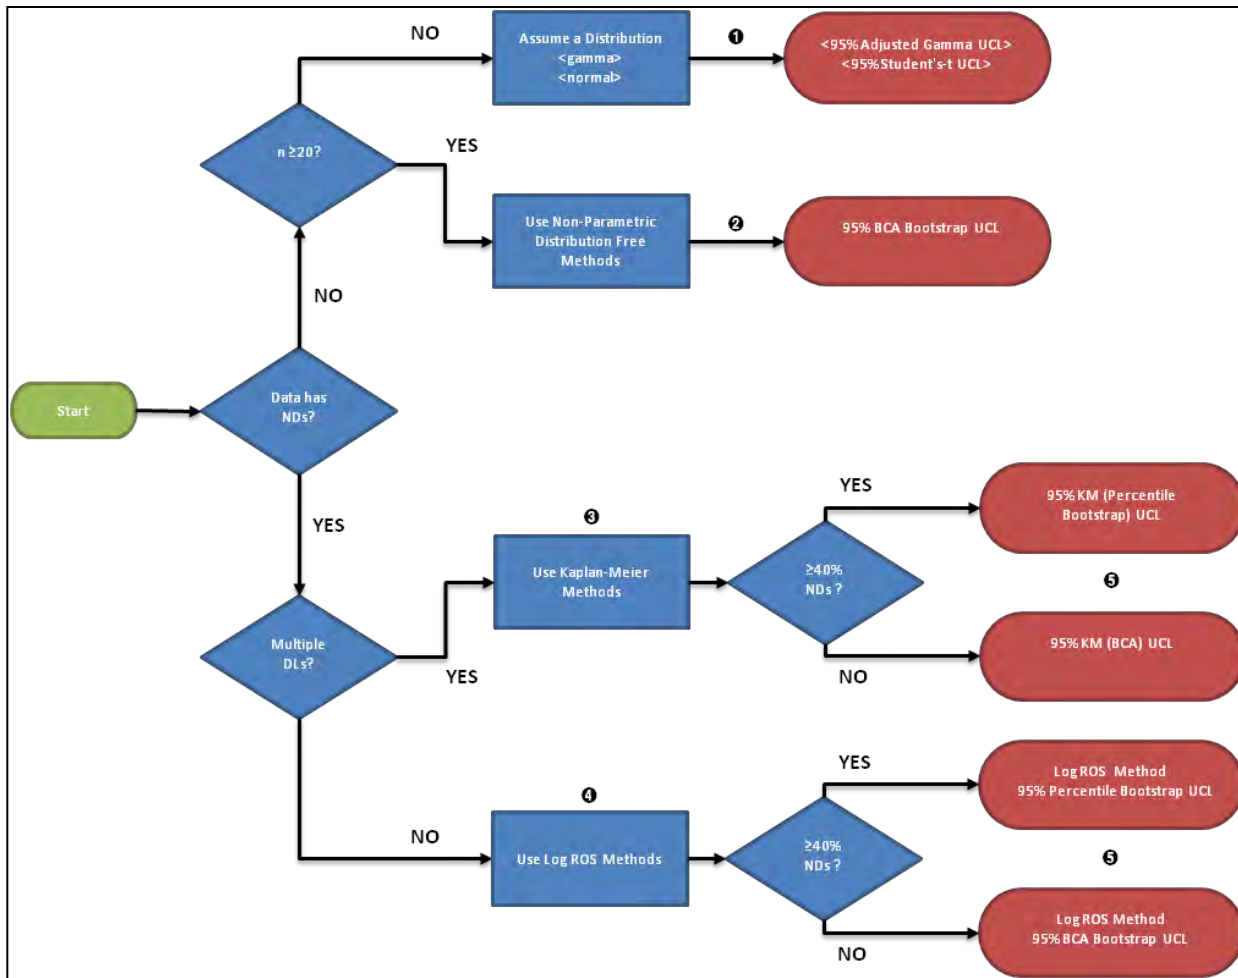 NO
Assume a Distribution
<gamma>
<normal>
❶
<95% Adjusted Gamma UCL>
<95% Student's-t UCL>
n ≥20?
YES
Use Non-Parametric
Distribution Free
Methods
❷
95% BCA Bootstrap UCL
NO
Start
Data has
NDs?
YES
Multiple
DLs?
YES
❸
Use Kaplan-Meier
Methods
≥40%
NDs ?
YES
95% KM (Percentile
Bootstrap) UCL
❺
NO
95% KM (BCA) UCL
NO
❹
Use Log ROS Methods
≥40%
NDs ?
YES
Log ROS Method
95% Percentile Bootstrap UCL
❺
NO
Log ROS Method
95% BCA Bootstrap UCL